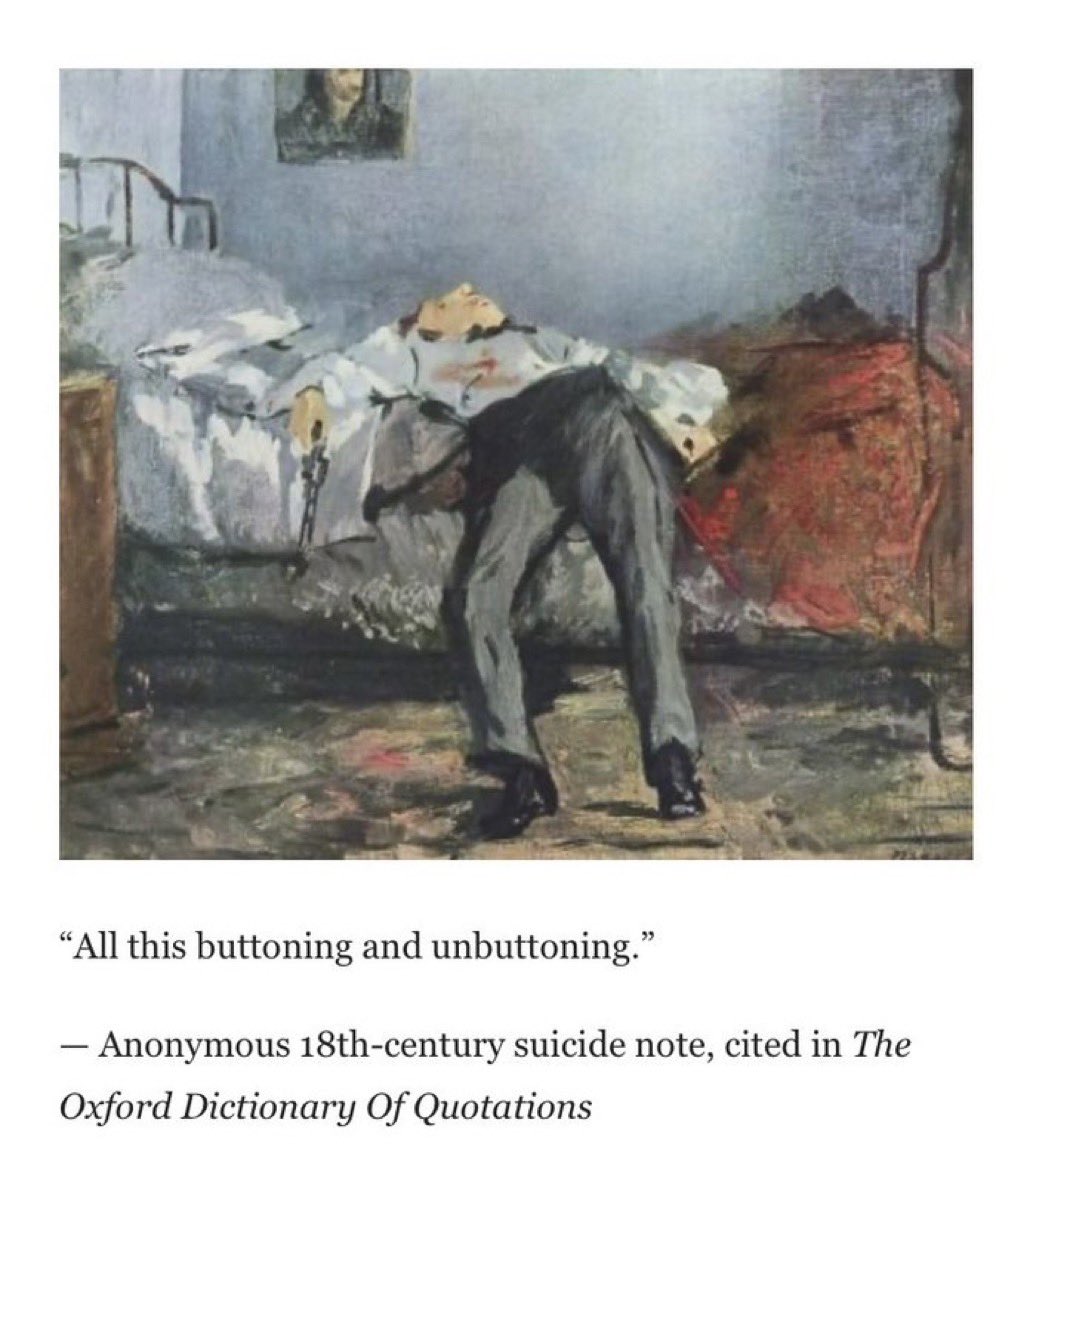 “All this buttoning and unbuttoning.”
— Anonymous 18th-century suicide note, cited in The
Oxford Dictionary Of Quotations